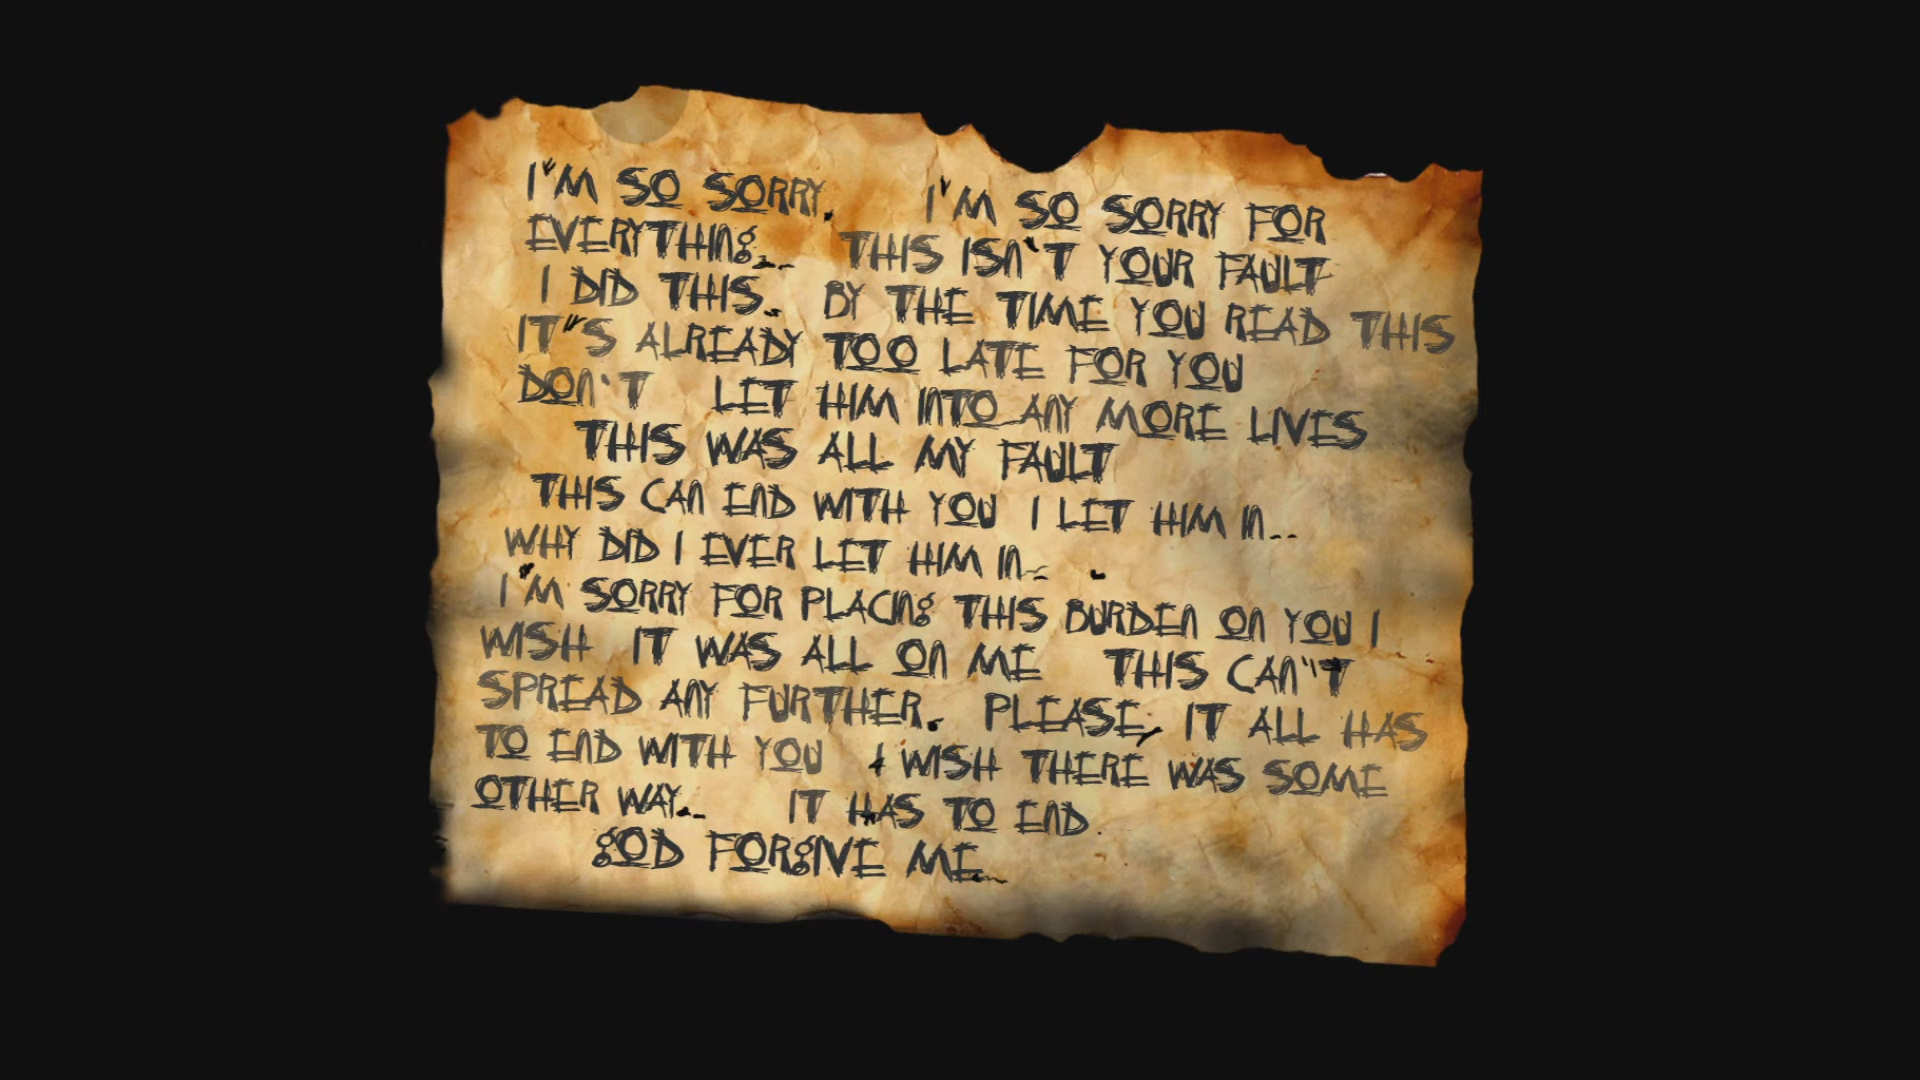 I'M SO SORRY. I'M SO SORRY FOR
EVERYTHING... THIS ISN'T YOUR FAULT
I DID THIS.. BY THE TIME YOU READ THIS
IT"S ALREADY TOO LATE FOR YOU
DON'T LET HIM INTO ANY MORE LIVES
THIS WAS ALL MY FAULT
THIS CAN END WITH YOU I LET HIM IN...
WHY DID I EVER LET HIM IN...
I'M SORRY FOR PLACING THIS BURDEN ON YOU I
WISH IT WAS ALL ON ME THIS CAN'T
SPREAD ANY FURTHER. PLEASE, IT ALL HAS
TO END WITH YOU I WISH THERE WAS SOME
OTHER WAY... IT HAS TO END.
GOD FORGIVE ME...